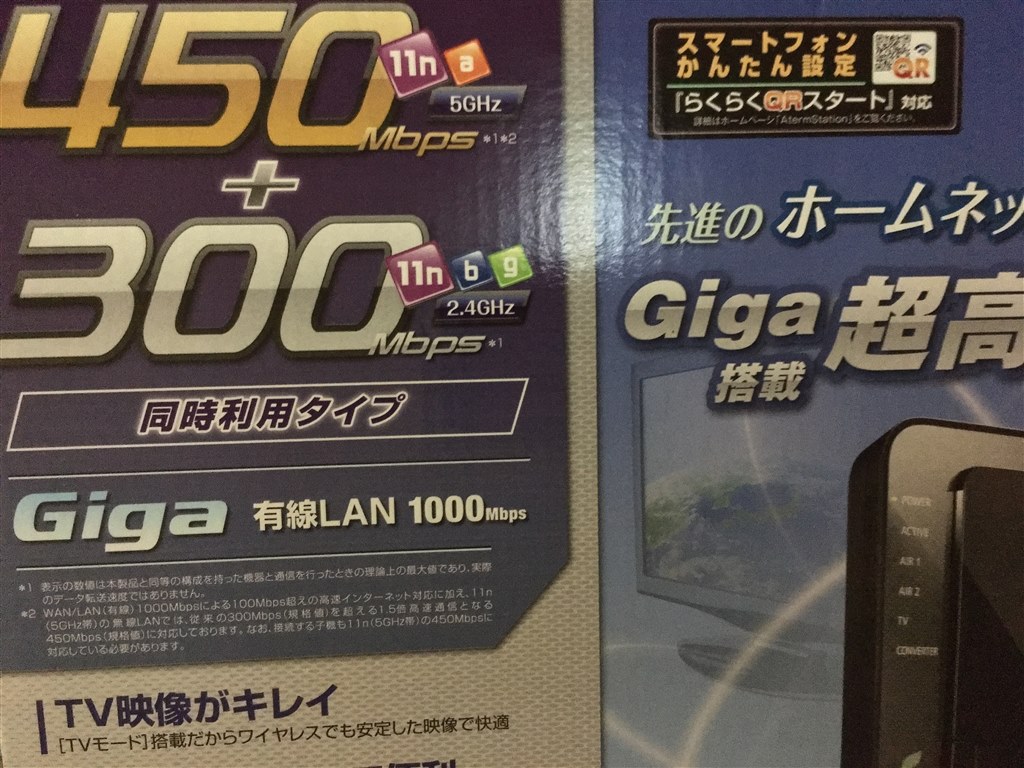 450Mbps *1*2
11n a
5GHz
+
300Mbps *1
11n b g
2.4GHz
同時利用タイプ
Giga 有線LAN 1000Mbps
*1 表示の数値は本製品と同等の構成を持った機器と通信を行ったときの理論上の最大値であり、実際
のデータ転送速度ではありません。
*2 WAN/LAN(有線)1000Mbpsによる100Mbps超えの高速インターネット対応に加え、11n
(5GHz帯)の無線LANでは、従来の300Mbps(規格値)を超える1.5倍高速通信となる
450Mbps(規格値)に対応しております。なお、接続する子機も11n(5GHz帯)の450Mbpsに
対応している必要があります。
TV映像がキレイ
[TVモード]搭載だからワイヤレスでも安定した映像で快適
スマートフォン
かんたん設定
QR
『らくらくQRスタート』対応
詳細はホームページ「AtermStation」をご覧ください。
先進のホームネッ
Giga 超高
搭載
POWER
ACTIVE
AIR 1
AIR 2
TV
CONVERTER